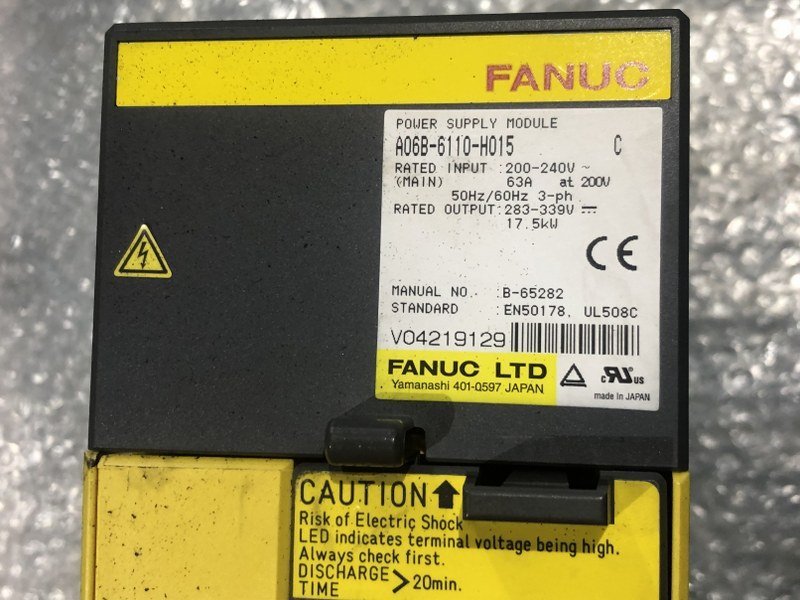 FANUC
POWER SUPPLY MODULE
A06B-6110-H015 C
RATED INPUT :200-240V ~
(MAIN) 63A at 200V
50Hz/60Hz 3-ph
RATED OUTPUT:283-339V ⎓
17.5kW
CE
MANUAL NO. :B-65282
STANDARD :EN50178, UL508C
V04219129
FANUC LTD
Yamanashi 401-0597 JAPAN
c RU us
made in JAPAN
CAUTION ↑
Risk of Electric Shock
LED indicates terminal voltage being high.
Always check first.
DISCHARGE
TIME > 20min.